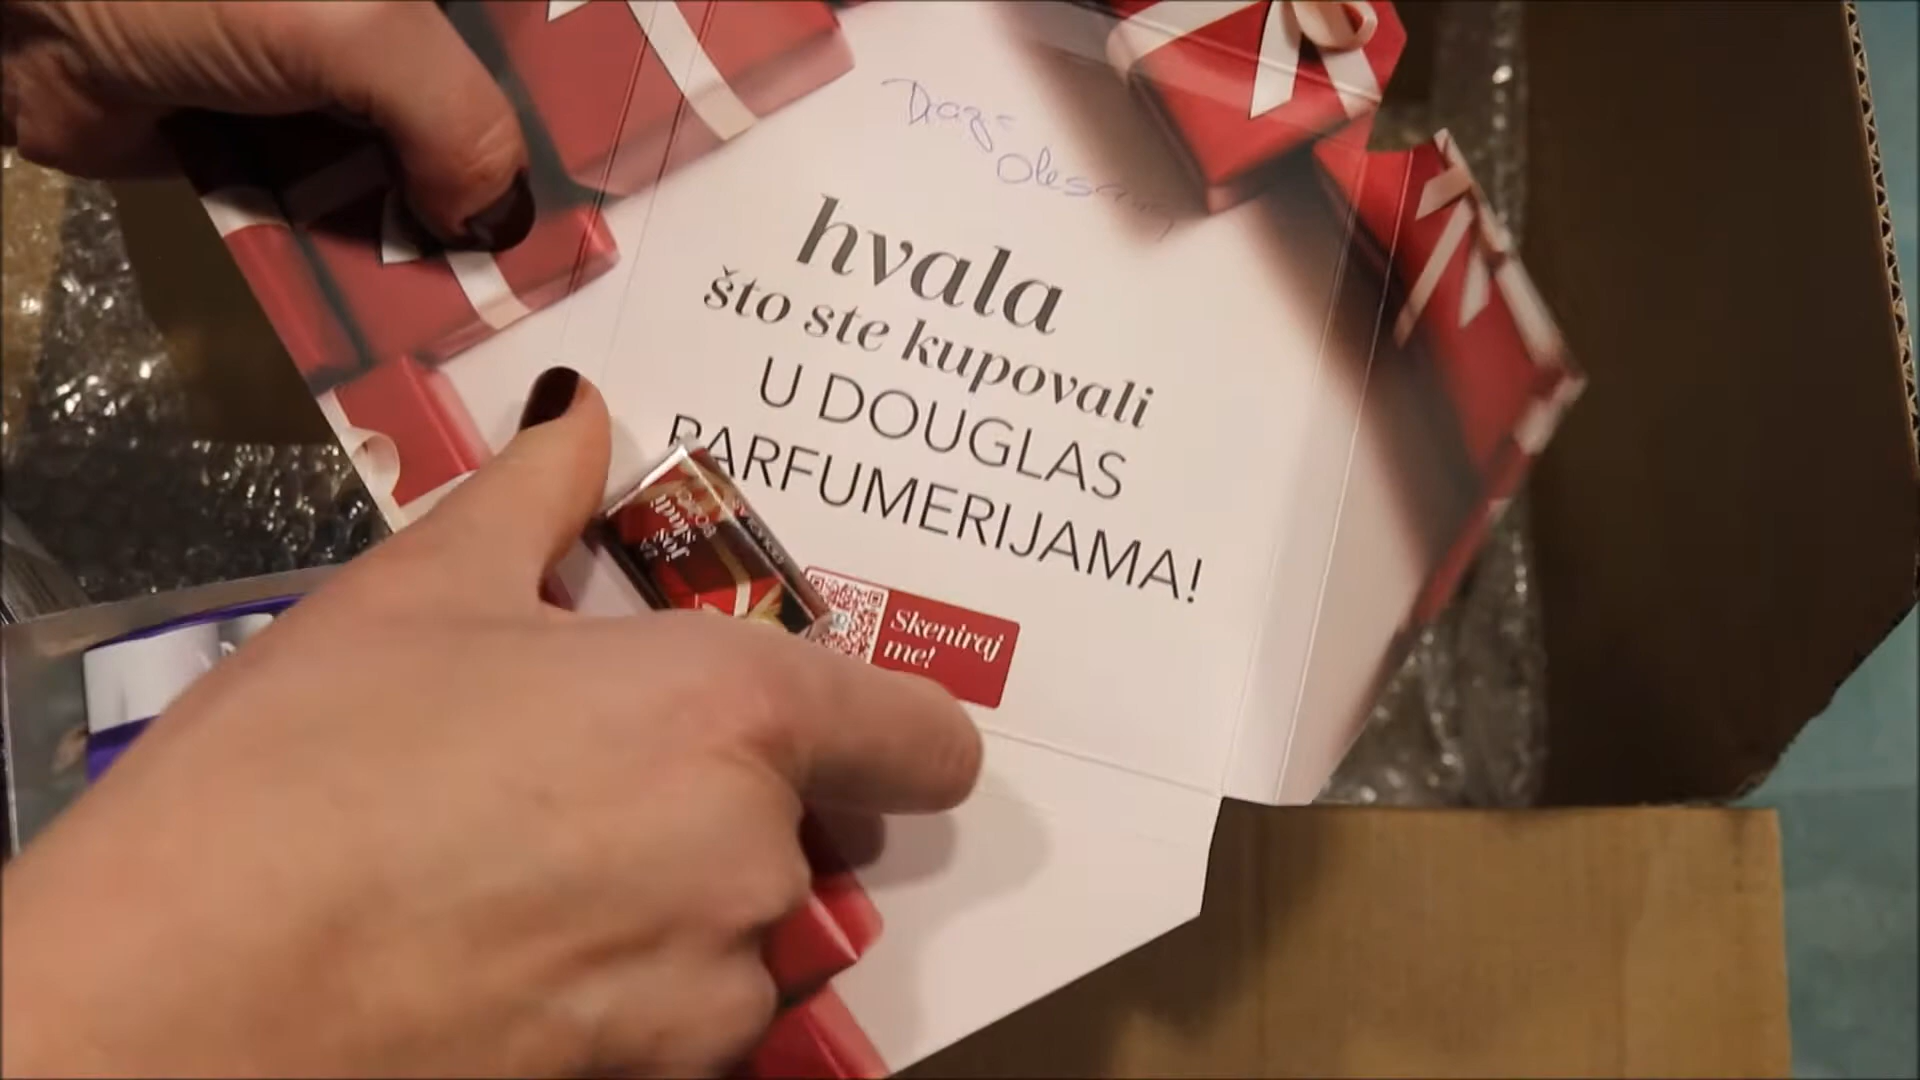 hvala
što ste kupovali
U DOUGLAS
PARFUMERIJAMA!
Skeniraj
me!